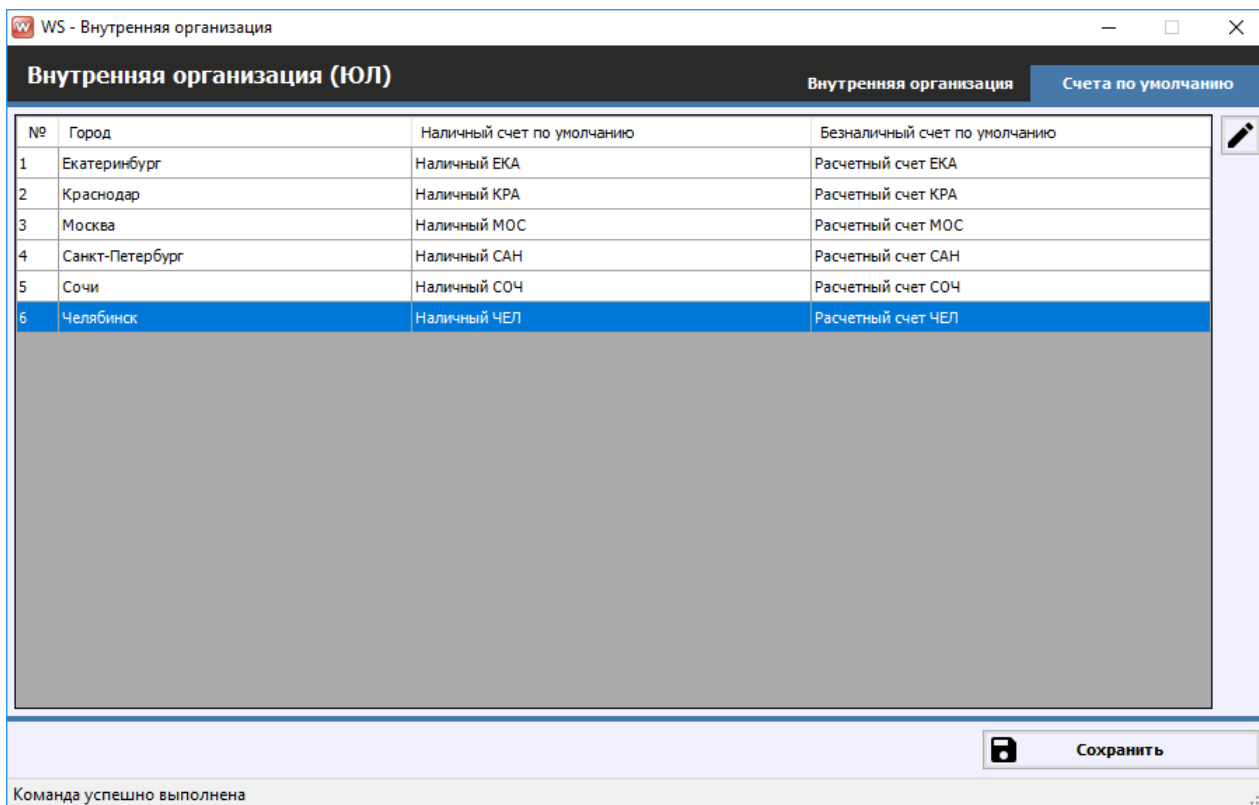 WS - Внутренняя организация
Внутренняя организация (ЮЛ) Внутренняя организация Счета по умолчанию
№ Город Наличный счет по умолчанию Безналичный счет по умолчанию
1 Екатеринбург Наличный ЕКА Расчетный счет ЕКА
2 Краснодар Наличный КРА Расчетный счет КРА
3 Москва Наличный МОС Расчетный счет МОС
4 Санкт-Петербург Наличный САН Расчетный счет САН
5 Сочи Наличный СОЧ Расчетный счет СОЧ
6 Челябинск Наличный ЧЕЛ Расчетный счет ЧЕЛ
Сохранить
Команда успешно выполнена